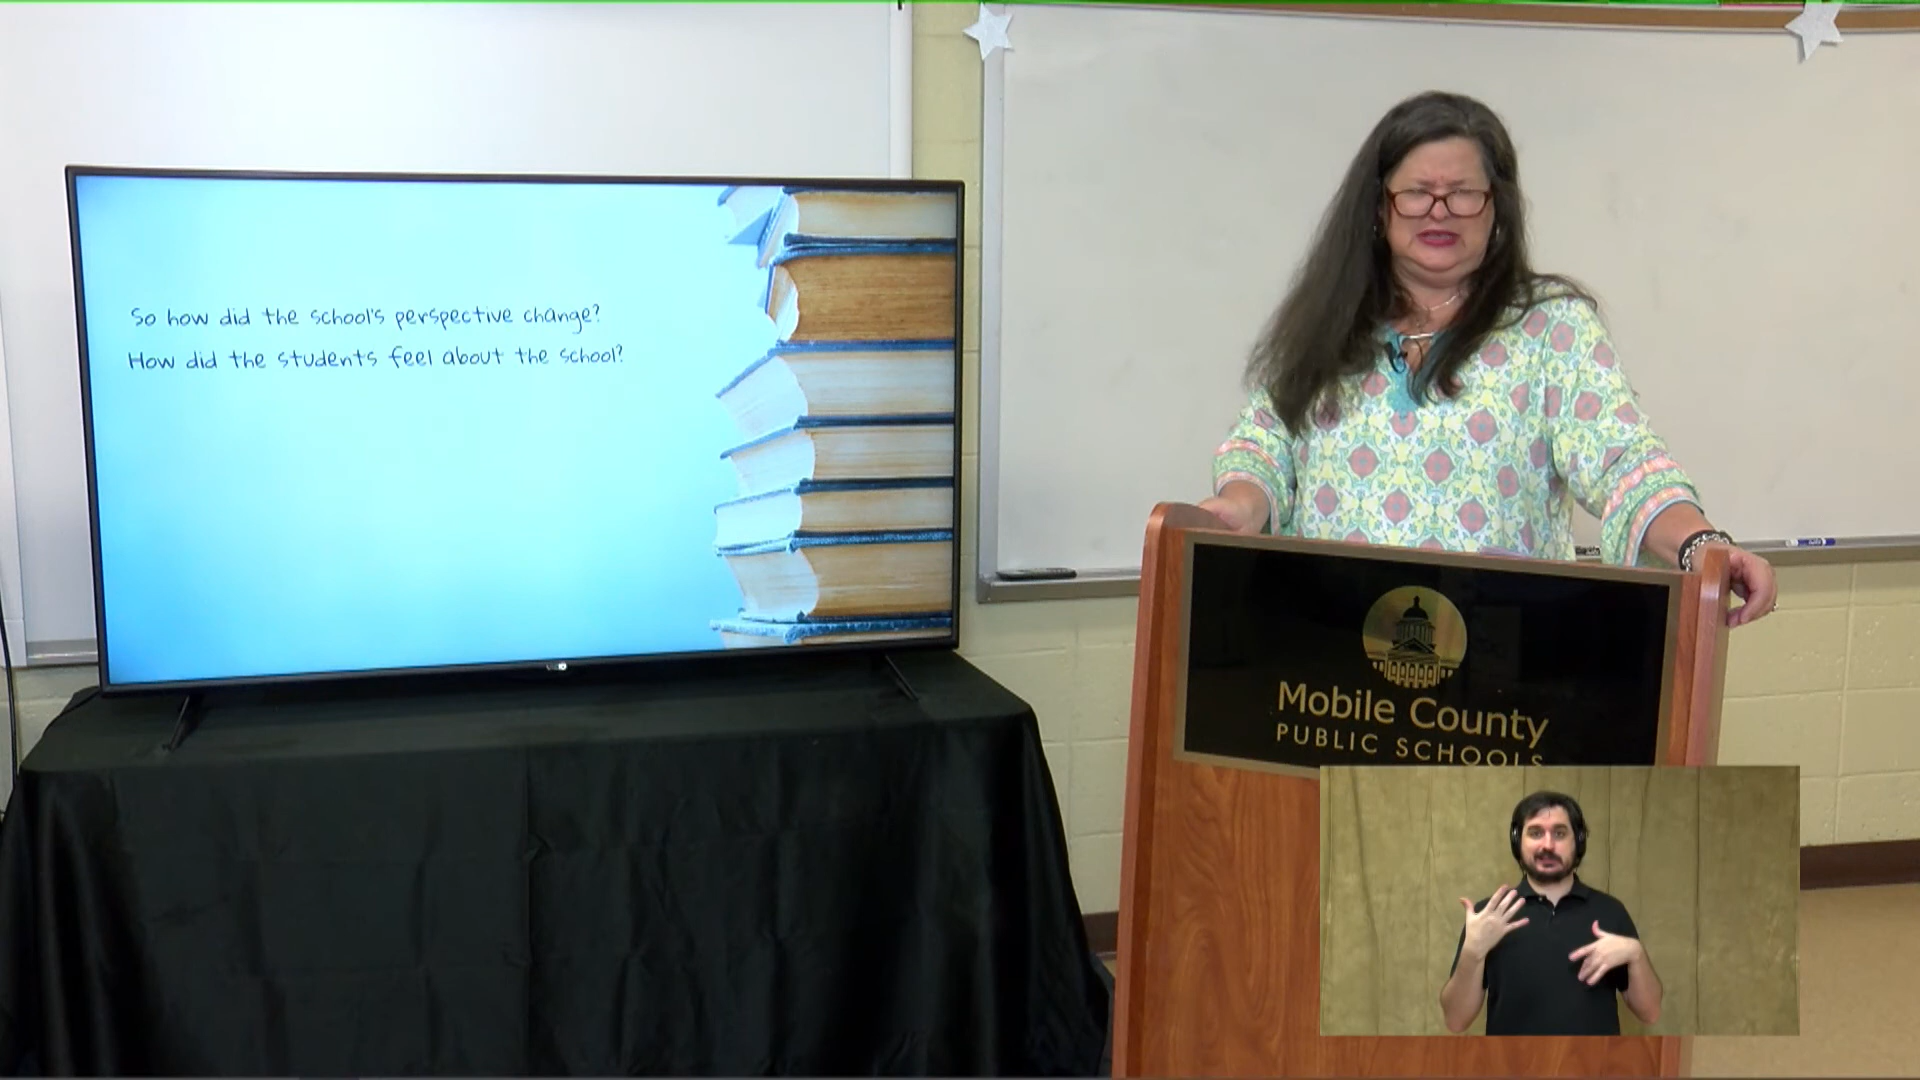 So how did the school's perspective change?
How did the students feel about the school?
Mobile County
PUBLIC SCHOOLS